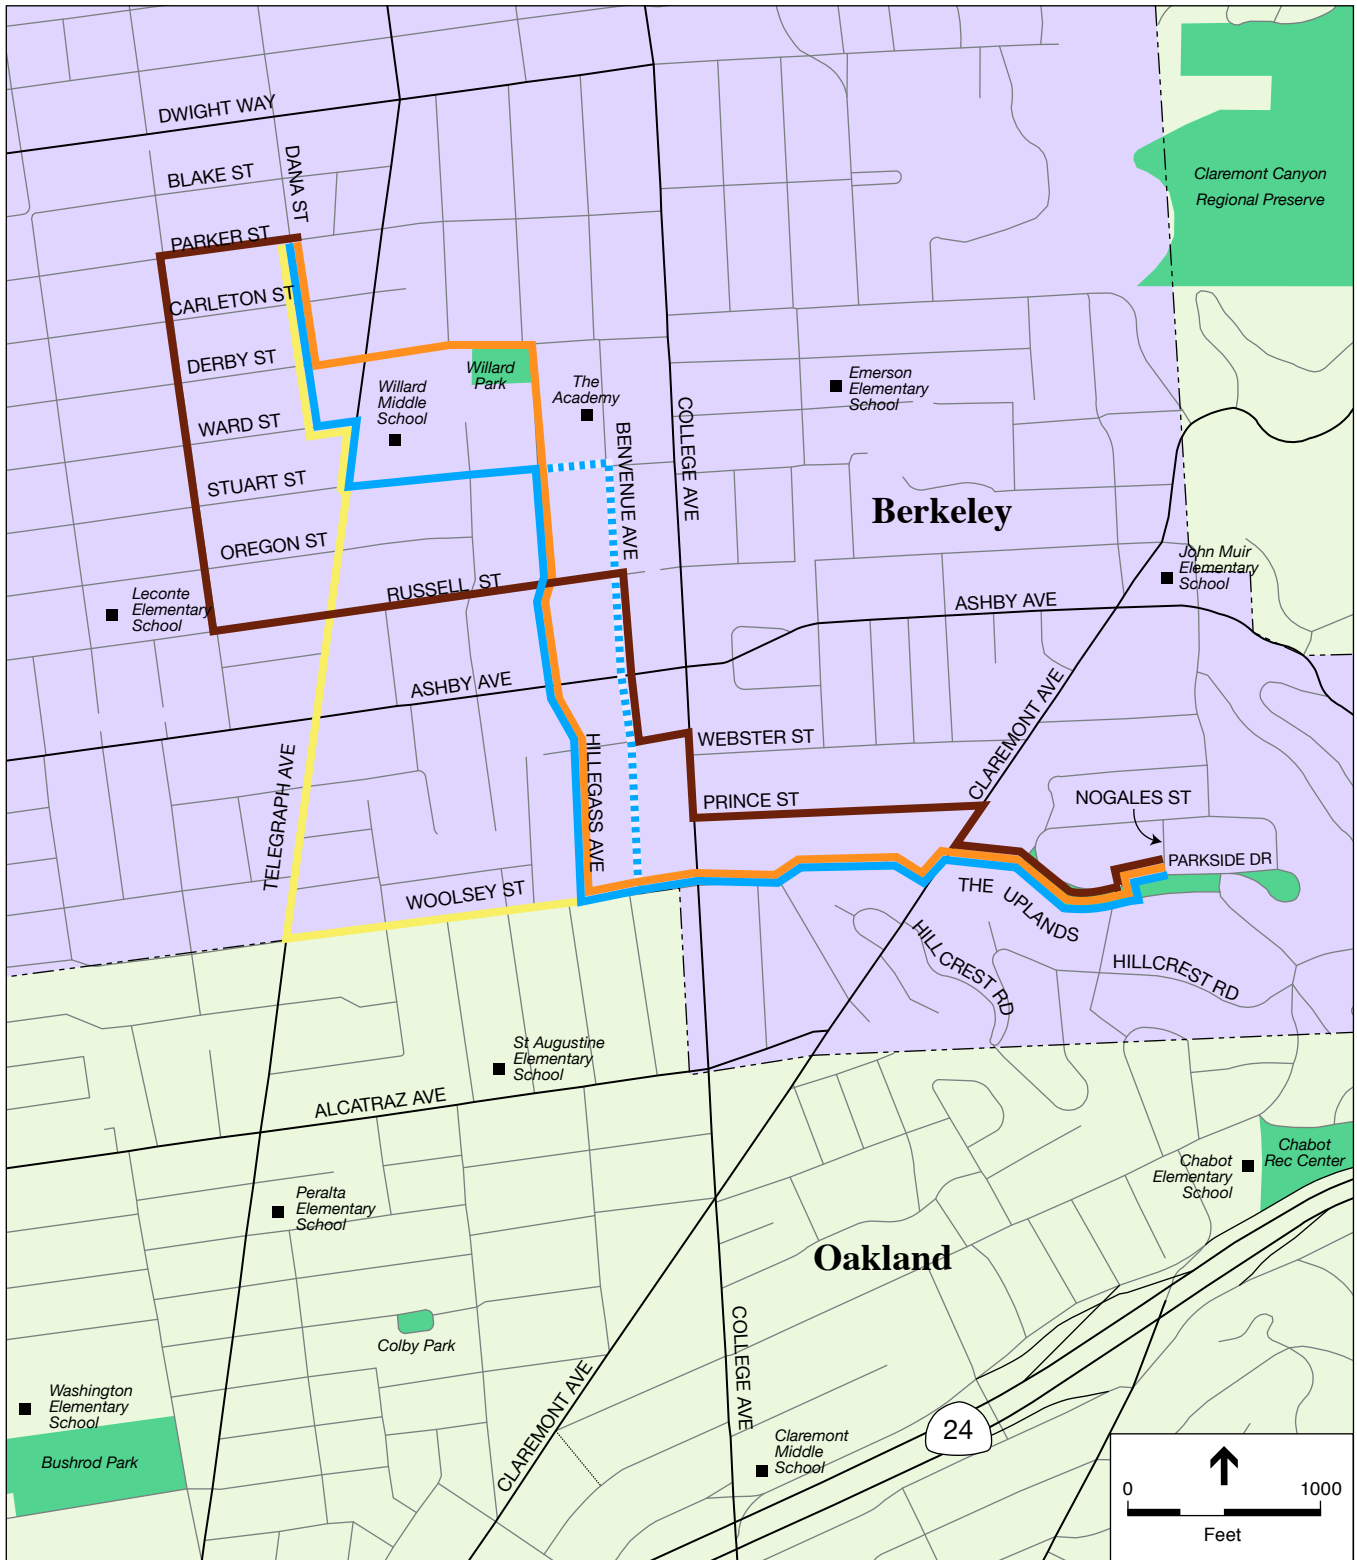 DWIGHT WAY
BLAKE ST
DANA ST
Claremont Canyon
Regional Preserve
PARKER ST
CARLETON ST
DERBY ST
Willard
Park
Willard
Middle
School
The
Academy
Emerson
Elementary
School
WARD ST
COLLEGE AVE
BENVENUE AVE
STUART ST
Berkeley
OREGON ST
John Muir
Elementary
School
RUSSELL ST
Leconte
Elementary
School
ASHBY AVE
ASHBY AVE
CLAREMONT AVE
WEBSTER ST
HILLEGASS AVE
TELEGRAPH AVE
PRINCE ST
NOGALES ST
PARKSIDE DR
THE UPLANDS
WOOLSEY ST
HILLCREST RD
HILLCREST RD
St Augustine
Elementary
School
ALCATRAZ AVE
Chabot
Rec Center
Chabot
Elementary
School
Peralta
Elementary
School
Oakland
Colby Park
COLLEGE AVE
CLAREMONT AVE
Washington
Elementary
School
Bushrod Park
24
Claremont
Middle
School
0 1000
Feet